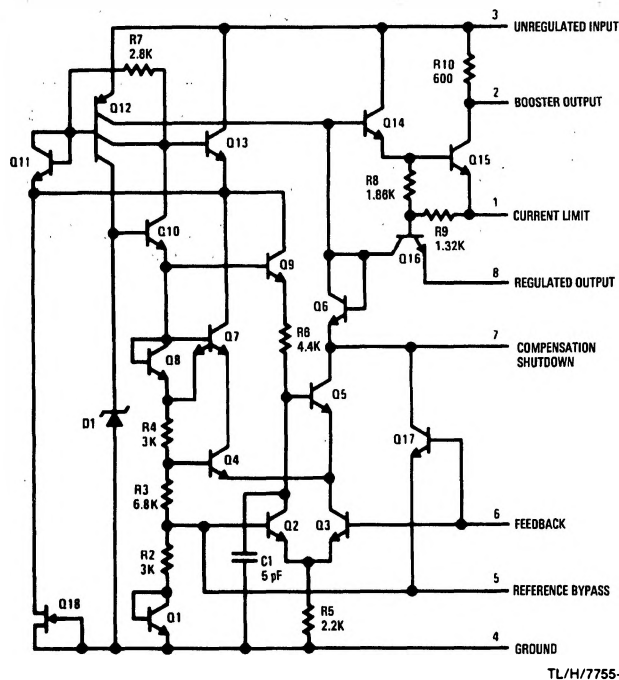 3
UNREGULATED INPUT
R7
2.8K
R10
600
Q12
2
BOOSTER OUTPUT
Q14
Q11
Q13
Q15
R8
1.86K
1
CURRENT LIMIT
R9
1.32K
Q10
Q16
Q9
8
REGULATED OUTPUT
Q6
R6
4.4K
7
COMPENSATION
SHUTDOWN
Q8
Q7
Q5
D1
R4
3K
Q17
Q4
R3
6.8K
6
FEEDBACK
Q2
Q3
R2
3K
C1
5 pF
5
REFERENCE BYPASS
Q18
R5
2.2K
Q1
4
GROUND
TL/H/7755-